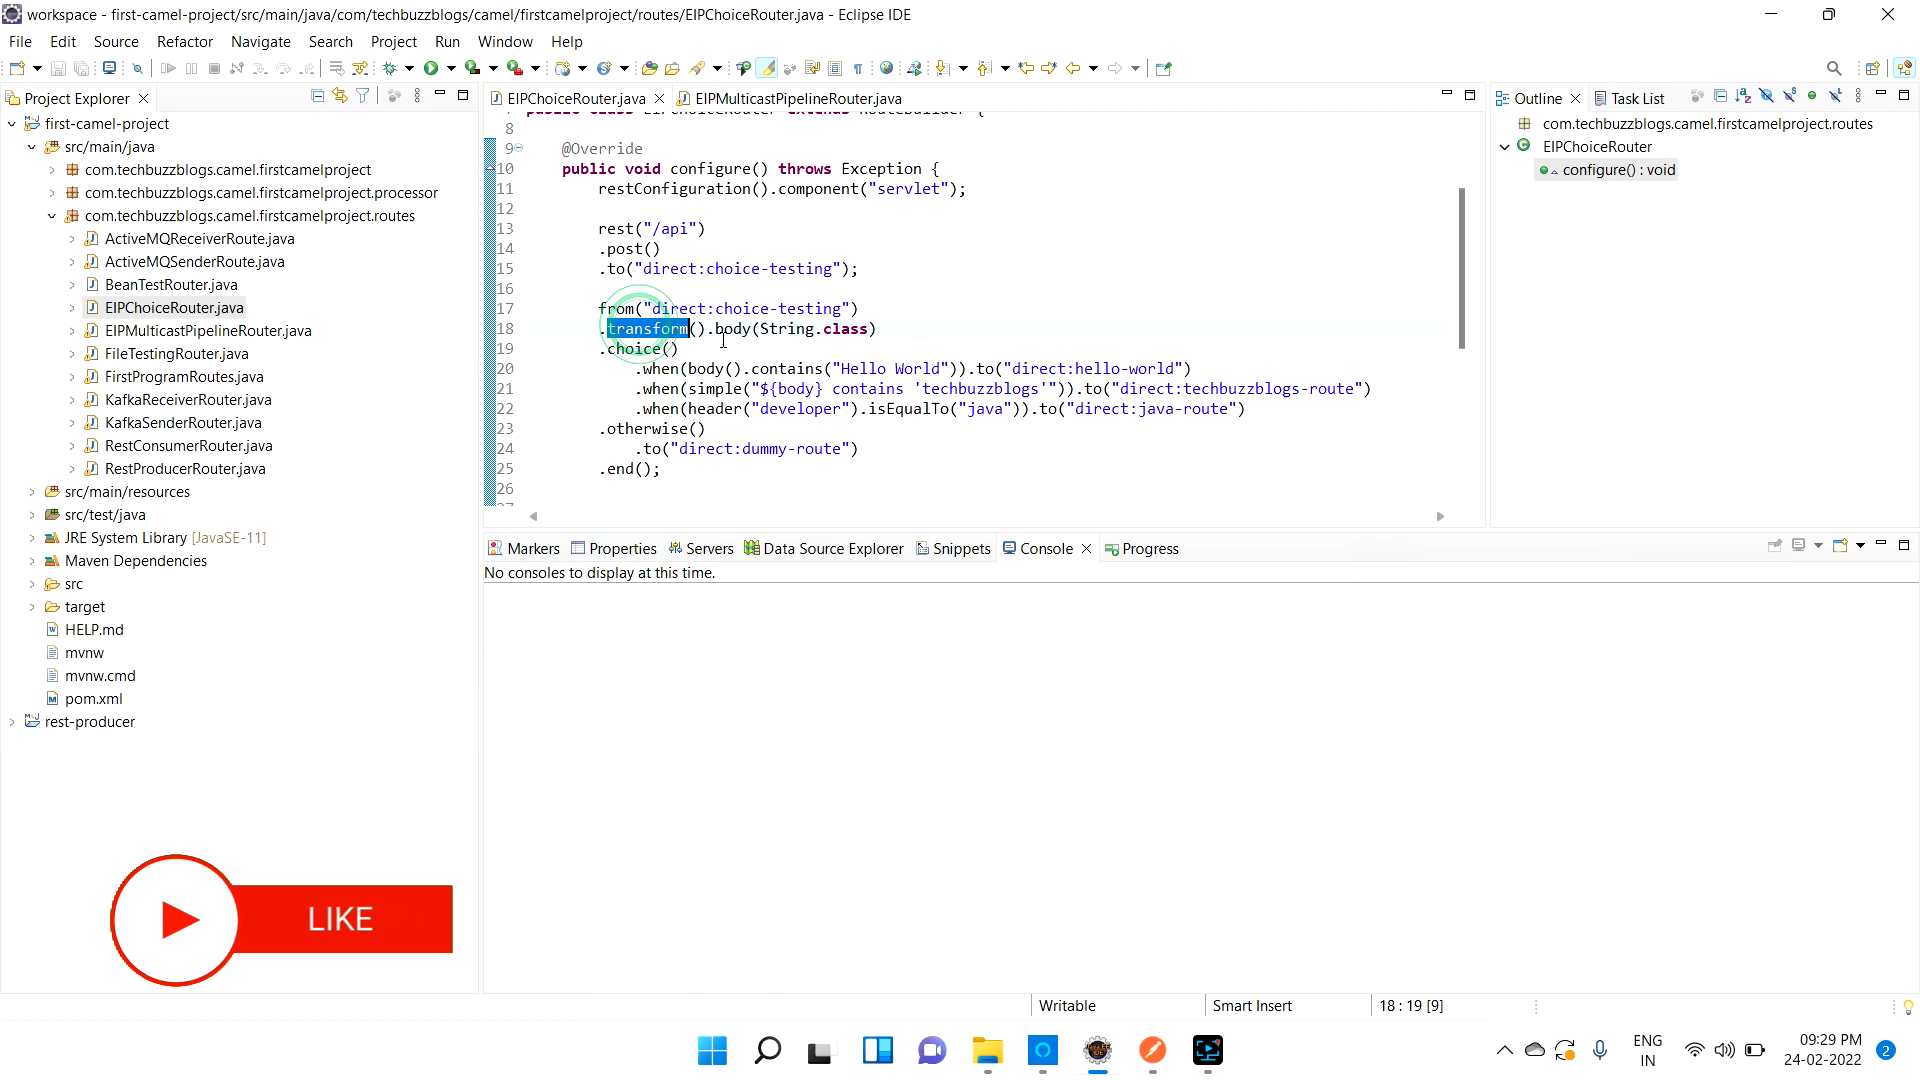 workspace - first-camel-project/src/main/java/com/techbuzzblogs/camel/firstcamelproject/routes/EIPChoiceRouter.java - Eclipse IDE
File Edit Source Refactor Navigate Search Project Run Window Help
Project Explorer
first-camel-project
src/main/java
com.techbuzzblogs.camel.firstcamelproject
com.techbuzzblogs.camel.firstcamelproject.processor
com.techbuzzblogs.camel.firstcamelproject.routes
ActiveMQReceiverRoute.java
ActiveMQSenderRoute.java
BeanTestRouter.java
EIPChoiceRouter.java
EIPMulticastPipelineRouter.java
FileTestingRouter.java
FirstProgramRoutes.java
KafkaReceiverRouter.java
KafkaSenderRouter.java
RestConsumerRouter.java
RestProducerRouter.java
src/main/resources
src/test/java
JRE System Library [JavaSE-11]
Maven Dependencies
src
target
HELP.md
mvnw
mvnw.cmd
pom.xml
rest-producer
LIKE
EIPChoiceRouter.java EIPMulticastPipelineRouter.java
8
9 @Override
10 public void configure() throws Exception {
11 restConfiguration().component("servlet");
12
13 rest("/api")
14 .post()
15 .to("direct:choice-testing");
16
17 from("direct:choice-testing")
18 .transform().body(String.class)
19 .choice()
20 .when(body().contains("Hello World")).to("direct:hello-world")
21 .when(simple("${body} contains 'techbuzzblogs'")).to("direct:techbuzzblogs-route")
22 .when(header("developer").isEqualTo("java")).to("direct:java-route")
23 .otherwise()
24 .to("direct:dummy-route")
25 .end();
26
Outline Task List
com.techbuzzblogs.camel.firstcamelproject.routes
EIPChoiceRouter
configure() : void
Markers Properties Servers Data Source Explorer Snippets Console Progress
No consoles to display at this time.
Writable Smart Insert 18 : 19 [9]
ENG
IN
09:29 PM
24-02-2022
2